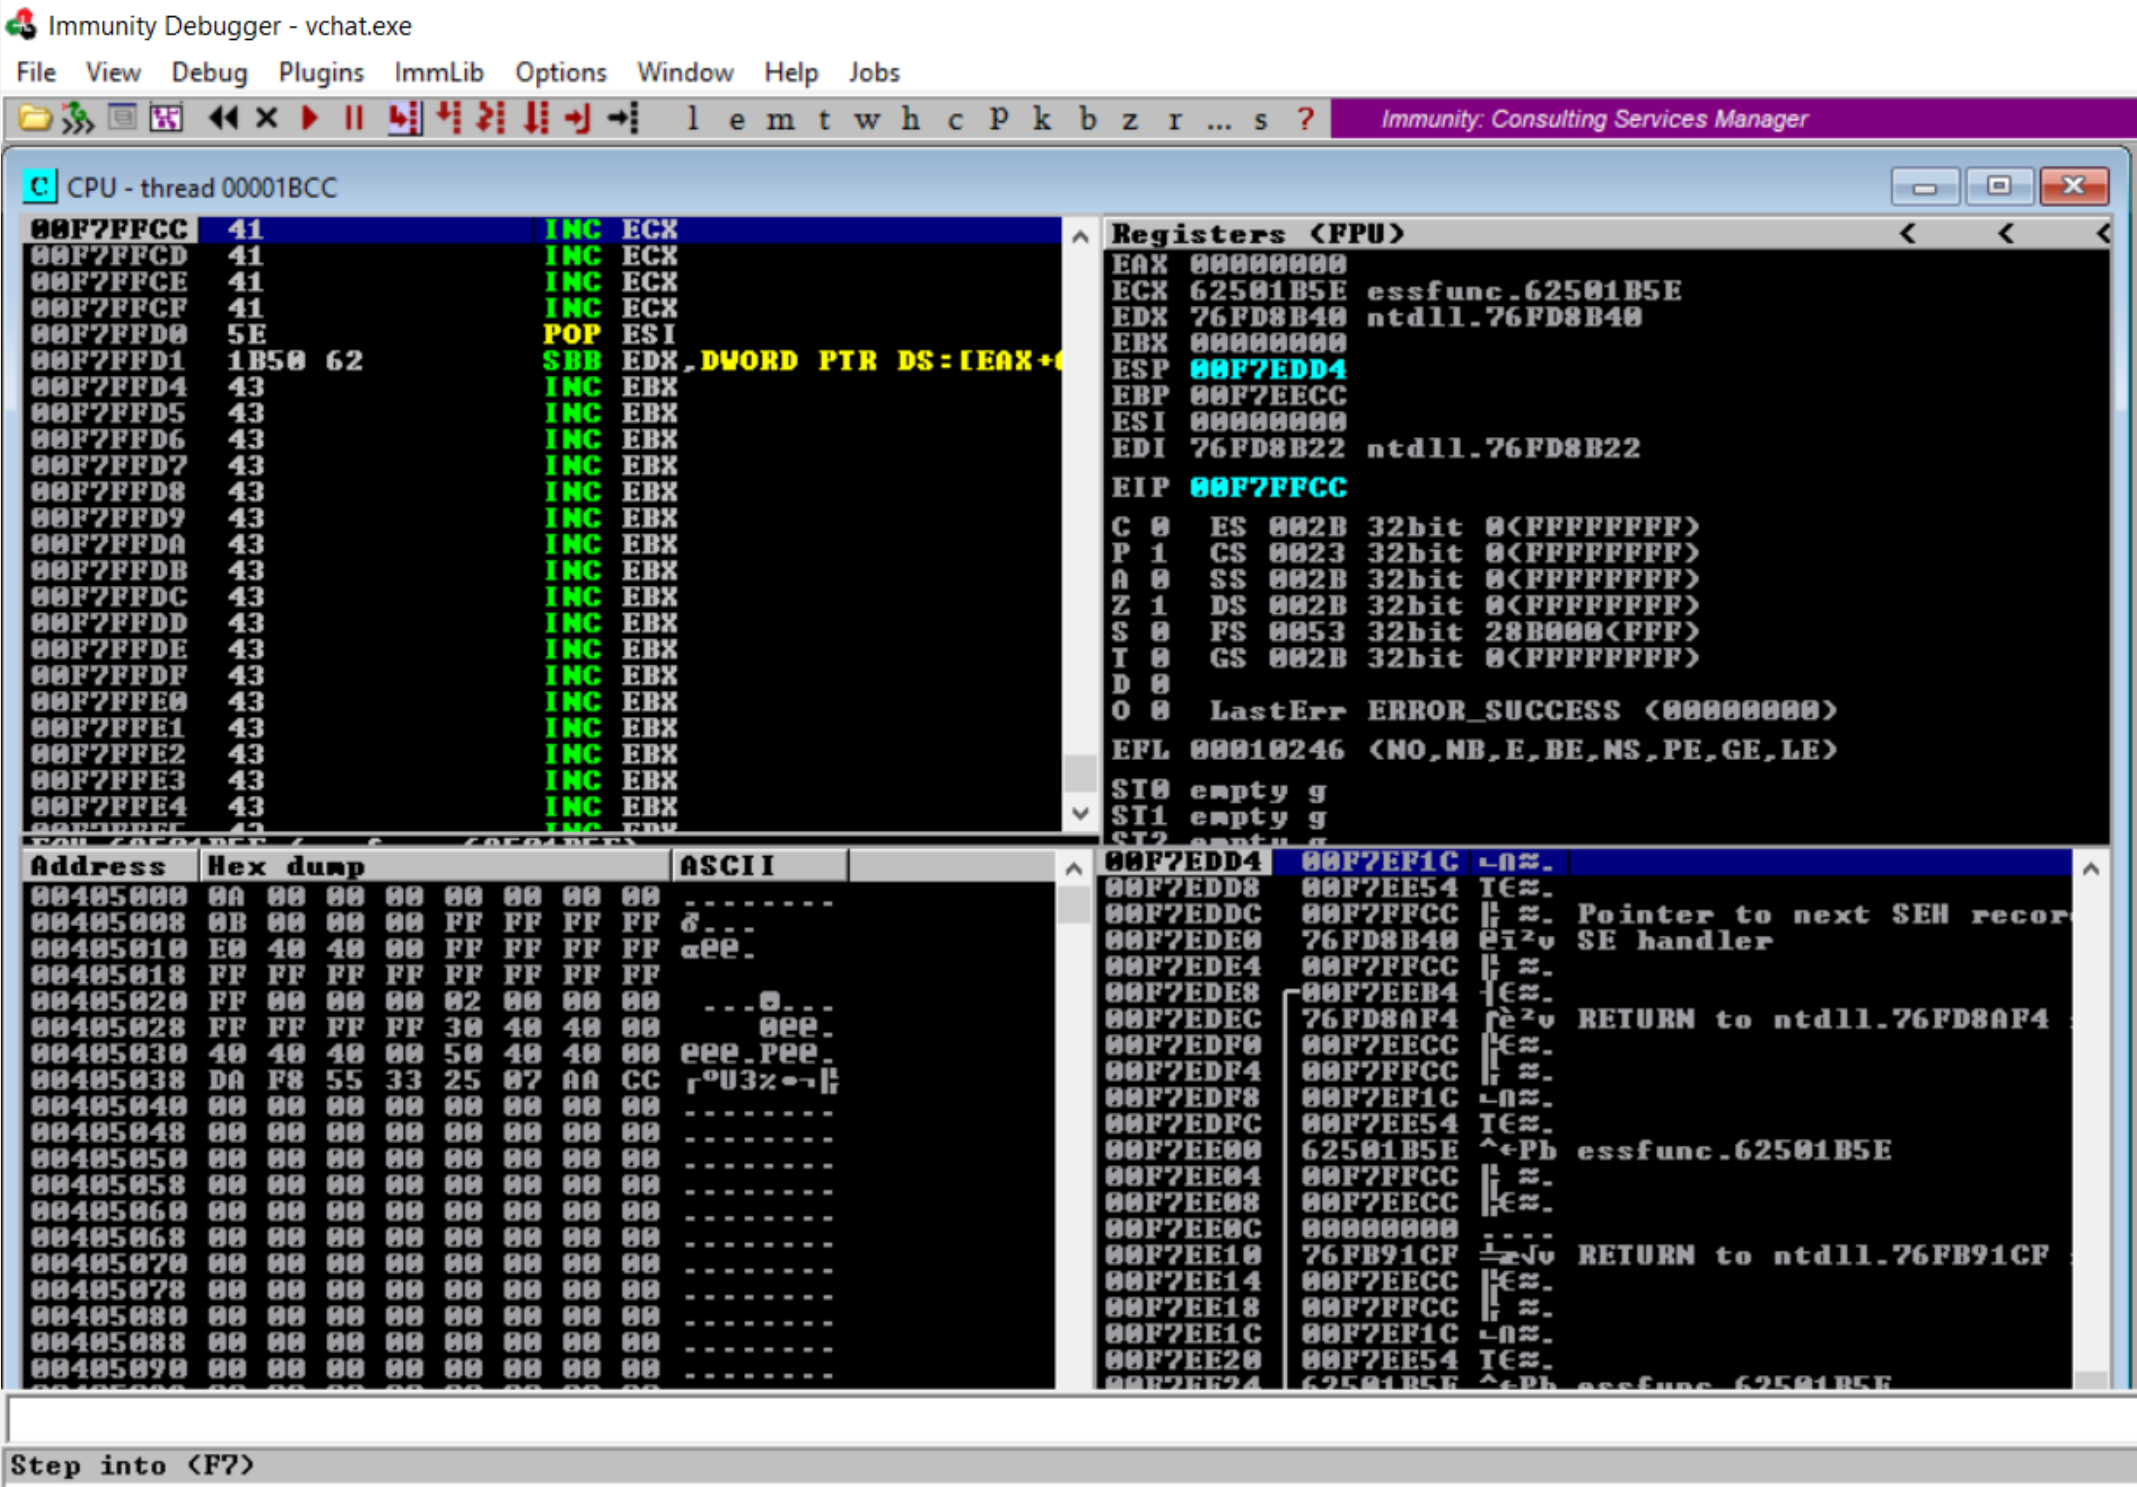 Immunity Debugger - vchat.exe
File View Debug Plugins ImmLib Options Window Help Jobs
l e m t w h c P k b z r ... s ? Immunity: Consulting Services Manager
C CPU - thread 00001BCC
00F7FFCC 41 INC ECX
00F7FFCD 41 INC ECX
00F7FFCE 41 INC ECX
00F7FFCF 41 INC ECX
00F7FFD0 5E POP ESI
00F7FFD1 1B50 62 SBB EDX,DWORD PTR DS:[EAX+
00F7FFD4 43 INC EBX
00F7FFD5 43 INC EBX
00F7FFD6 43 INC EBX
00F7FFD7 43 INC EBX
00F7FFD8 43 INC EBX
00F7FFD9 43 INC EBX
00F7FFDA 43 INC EBX
00F7FFDB 43 INC EBX
00F7FFDC 43 INC EBX
00F7FFDD 43 INC EBX
00F7FFDE 43 INC EBX
00F7FFDF 43 INC EBX
00F7FFE0 43 INC EBX
00F7FFE1 43 INC EBX
00F7FFE2 43 INC EBX
00F7FFE3 43 INC EBX
00F7FFE4 43 INC EBX
Registers (FPU) < < <
EAX 00000000
ECX 62501B5E essfunc.62501B5E
EDX 76FD8B40 ntdll.76FD8B40
EBX 00000000
ESP 00F7EDD4
EBP 00F7EECC
ESI 00000000
EDI 76FD8B22 ntdll.76FD8B22
EIP 00F7FFCC
C 0 ES 002B 32bit 0(FFFFFFFF)
P 1 CS 0023 32bit 0(FFFFFFFF)
A 0 SS 002B 32bit 0(FFFFFFFF)
Z 1 DS 002B 32bit 0(FFFFFFFF)
S 0 FS 0053 32bit 28B000(FFF)
T 0 GS 002B 32bit 0(FFFFFFFF)
D 0
O 0 LastErr ERROR_SUCCESS (00000000)
EFL 00010246 (NO,NB,E,BE,NS,PE,GE,LE)
ST0 empty g
ST1 empty g
ST2 empty g
Address Hex dump ASCII
00405000 0A 00 00 00 00 00 00 00 ........
00405008 0B 00 00 00 FF FF FF FF ♂...
00405010 E0 40 40 00 FF FF FF FF α@@.
00405018 FF FF FF FF FF FF FF FF
00405020 FF 00 00 00 02 00 00 00 ...☻...
00405028 FF FF FF FF 30 40 40 00 0@@.
00405030 40 40 40 00 50 40 40 00 @@@.P@@.
00405038 DA F8 55 33 25 07 AA CC ┌°U3%•¬╠
00405040 00 00 00 00 00 00 00 00 ........
00405048 00 00 00 00 00 00 00 00 ........
00405050 00 00 00 00 00 00 00 00 ........
00405058 00 00 00 00 00 00 00 00 ........
00405060 00 00 00 00 00 00 00 00 ........
00405068 00 00 00 00 00 00 00 00 ........
00405070 00 00 00 00 00 00 00 00 ........
00405078 00 00 00 00 00 00 00 00 ........
00405080 00 00 00 00 00 00 00 00 ........
00405088 00 00 00 00 00 00 00 00 ........
00405090 00 00 00 00 00 00 00 00 ........
00F7EDD4 00F7EF1C ∟∩≈.
00F7EDD8 00F7EE54 T∈≈.
00F7EDDC 00F7FFCC ╠ ≈. Pointer to next SEH recor
00F7EDE0 76FD8B40 @ï²v SE handler
00F7EDE4 00F7FFCC ╠ ≈.
00F7EDE8 00F7EEB4 ┤∈≈.
00F7EDEC 76FD8AF4 ⌠è²v RETURN to ntdll.76FD8AF4
00F7EDF0 00F7EECC ╠∈≈.
00F7EDF4 00F7FFCC ╠ ≈.
00F7EDF8 00F7EF1C ∟∩≈.
00F7EDFC 00F7EE54 T∈≈.
00F7EE00 62501B5E ^←Pb essfunc.62501B5E
00F7EE04 00F7FFCC ╠ ≈.
00F7EE08 00F7EECC ╠∈≈.
00F7EE0C 00000000 ....
00F7EE10 76FB91CF ╧æ√v RETURN to ntdll.76FB91CF
00F7EE14 00F7EECC ╠∈≈.
00F7EE18 00F7FFCC ╠ ≈.
00F7EE1C 00F7EF1C ∟∩≈.
00F7EE20 00F7EE54 T∈≈.
00F7EE24 62501B5E ^←Pb essfunc.62501B5E
Step into (F7)